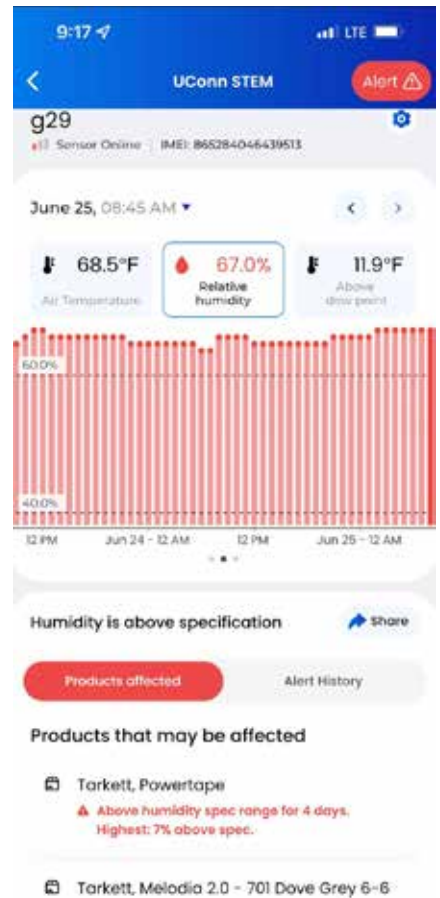 9:17
LTE
UConn STEM
Alert
g29
Sensor Online
IMEI: 865284046439513
June 25, 08:45 AM
68.5°F
Air Temperature
67.0%
Relative
humidity
11.9°F
Above
dew point
60.0%
40.0%
12 PM
Jun 24 - 12 AM
12 PM
Jun 25 - 12 AM
Humidity is above specification
Share
Products affected
Alert History
Products that may be affected
Tarkett, Powertape
Above humidity spec range for 4 days.
Highest: 7% above spec.
Tarkett, Melodia 2.0 - 701 Dove Grey 6-6